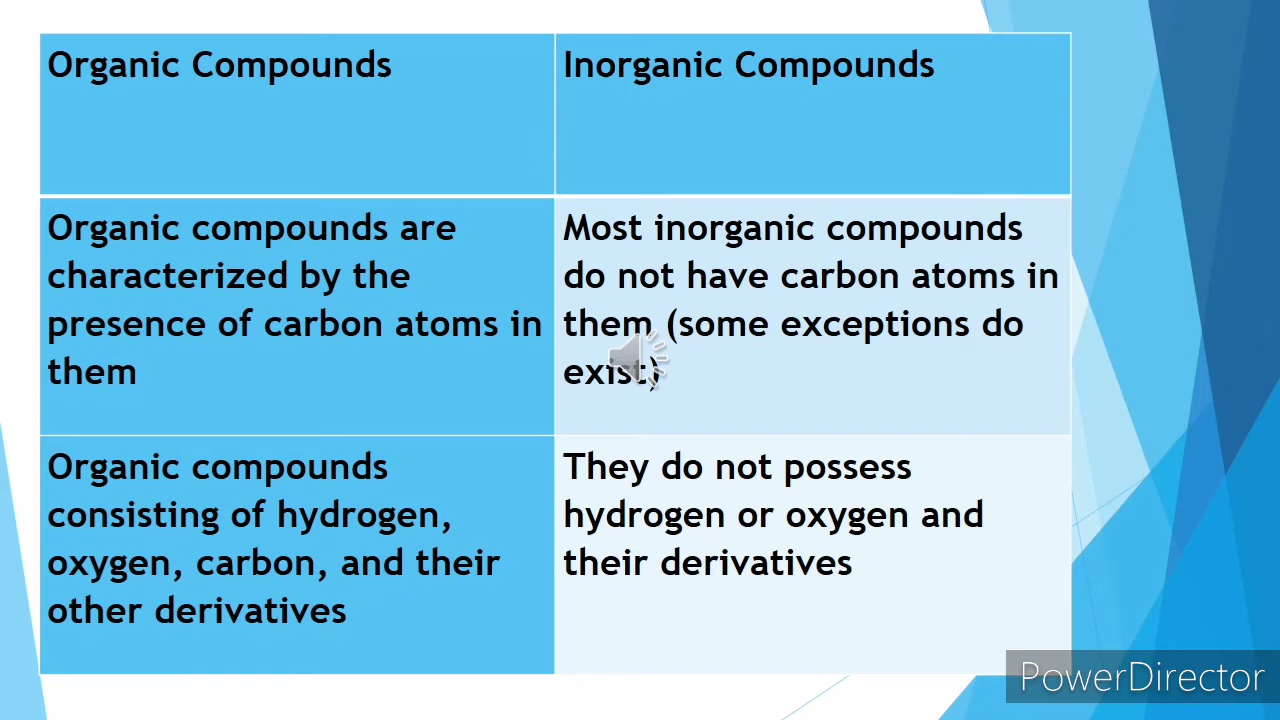 Organic Compounds
Inorganic Compounds
Organic compounds are
characterized by the
presence of carbon atoms in
them
Most inorganic compounds
do not have carbon atoms in
them (some exceptions do
exist)
Organic compounds
consisting of hydrogen,
oxygen, carbon, and their
other derivatives
They do not possess
hydrogen or oxygen and
their derivatives
PowerDirector